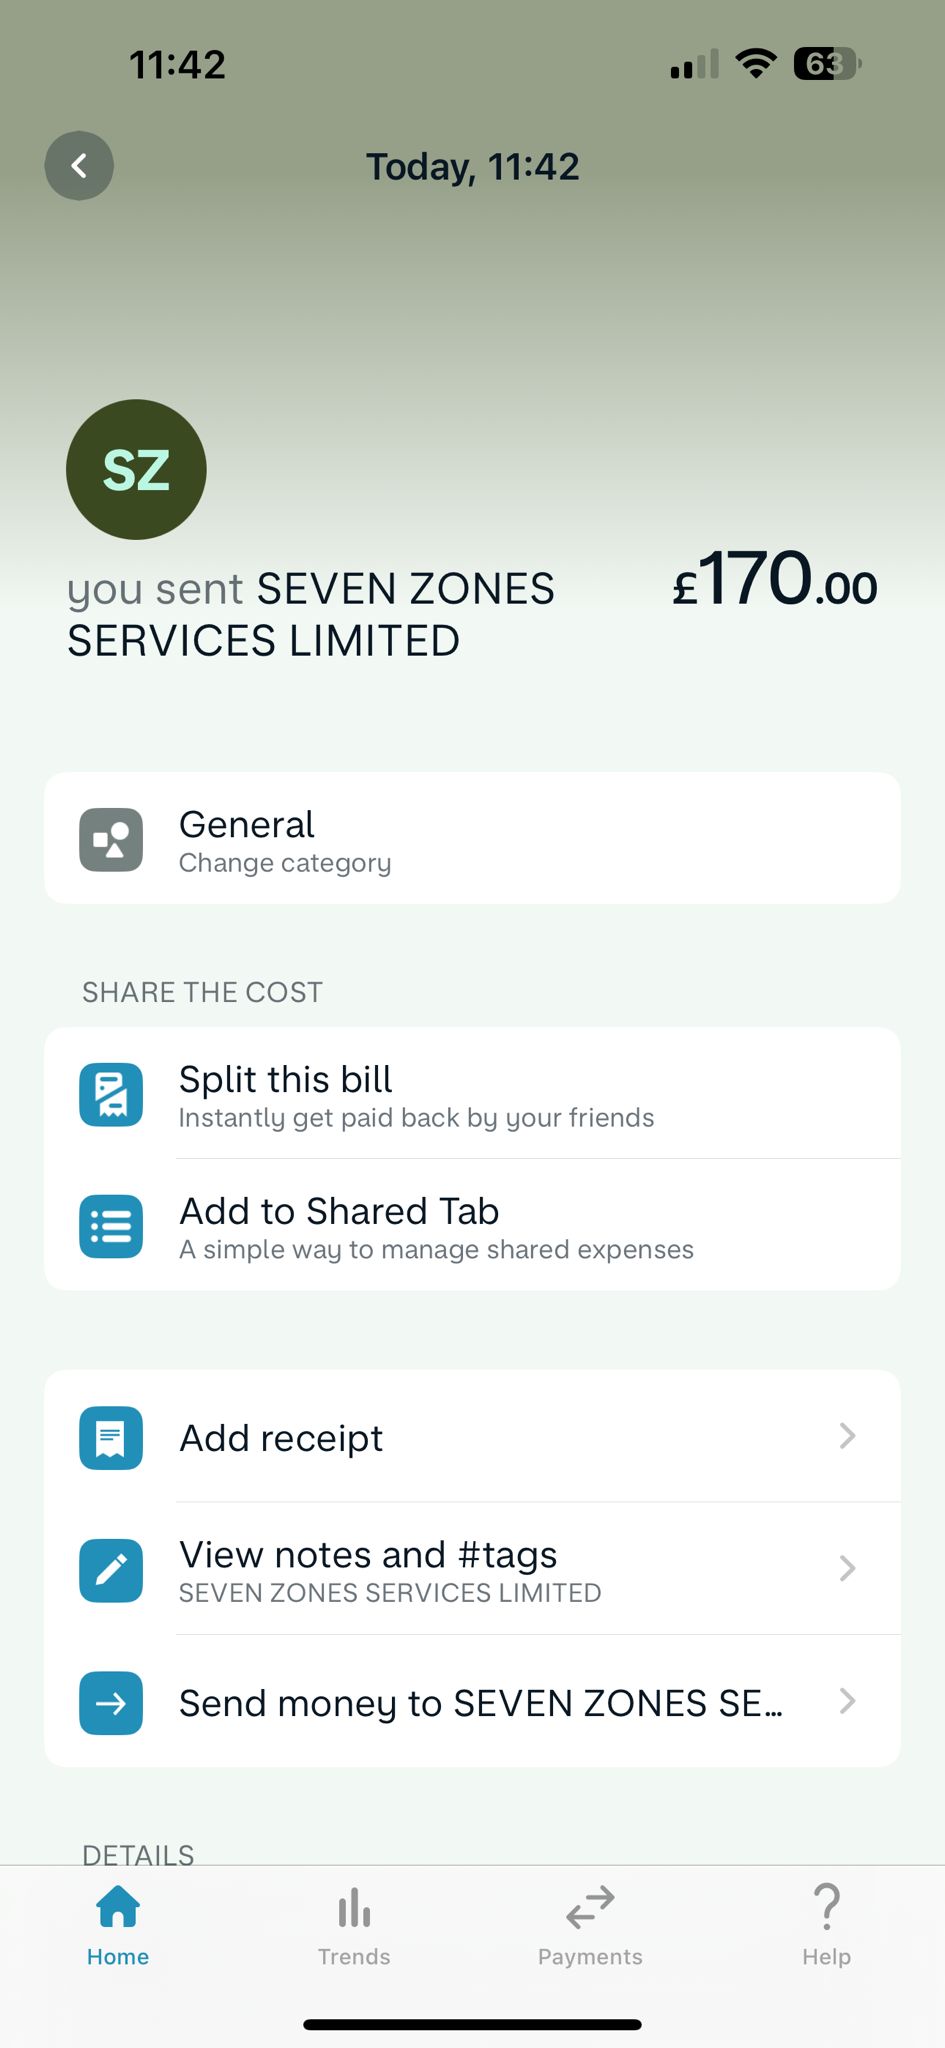 11:42
63
Today, 11:42
SZ
you sent SEVEN ZONES
SERVICES LIMITED
£170.00
General
Change category
SHARE THE COST
Split this bill
Instantly get paid back by your friends
Add to Shared Tab
A simple way to manage shared expenses
Add receipt
View notes and #tags
SEVEN ZONES SERVICES LIMITED
Send money to SEVEN ZONES SE...
DETAILS
Home
Trends
Payments
Help